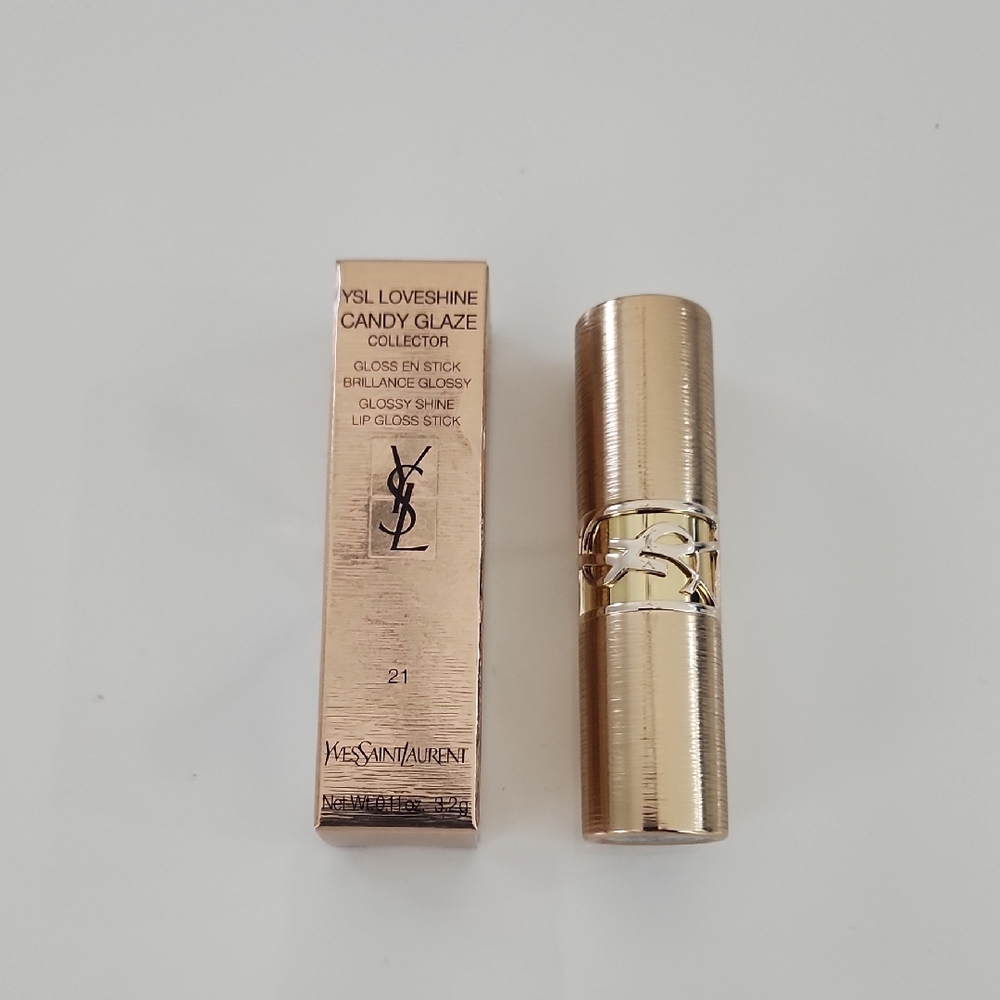 YSL LOVESHINE
CANDY GLAZE
COLLECTOR
GLOSS EN STICK
BRILLANCE GLOSSY
GLOSSY SHINE
LIP GLOSS STICK
YSL
21
YVESSAINTLAURENT
Net Wt. 0.11 oz. 3.2g